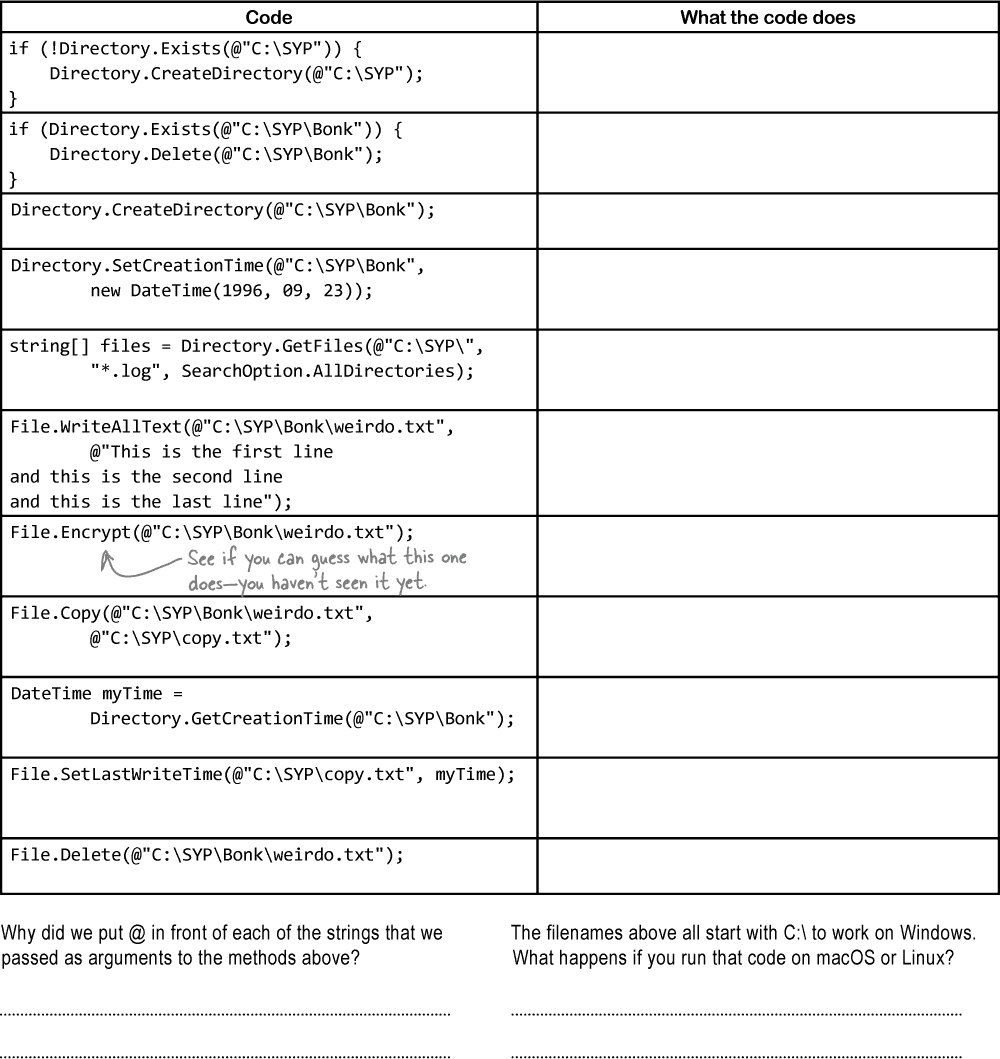 Code
What the code does
if (!Directory.Exists(@"C:\SYP")) {
    Directory.CreateDirectory(@"C:\SYP");
}
if (Directory.Exists(@"C:\SYP\Bonk")) {
    Directory.Delete(@"C:\SYP\Bonk");
}
Directory.CreateDirectory(@"C:\SYP\Bonk");
Directory.SetCreationTime(@"C:\SYP\Bonk",
        new DateTime(1996, 09, 23));
string[] files = Directory.GetFiles(@"C:\SYP\",
        "*.log", SearchOption.AllDirectories);
File.WriteAllText(@"C:\SYP\Bonk\weirdo.txt",
        @"This is the first line
and this is the second line
and this is the last line");
File.Encrypt(@"C:\SYP\Bonk\weirdo.txt");
See if you can guess what this one
does—you haven't seen it yet.
File.Copy(@"C:\SYP\Bonk\weirdo.txt",
        @"C:\SYP\copy.txt");
DateTime myTime =
        Directory.GetCreationTime(@"C:\SYP\Bonk");
File.SetLastWriteTime(@"C:\SYP\copy.txt", myTime);
File.Delete(@"C:\SYP\Bonk\weirdo.txt");
Why did we put @ in front of each of the strings that we
passed as arguments to the methods above?
The filenames above all start with C:\ to work on Windows.
What happens if you run that code on macOS or Linux?